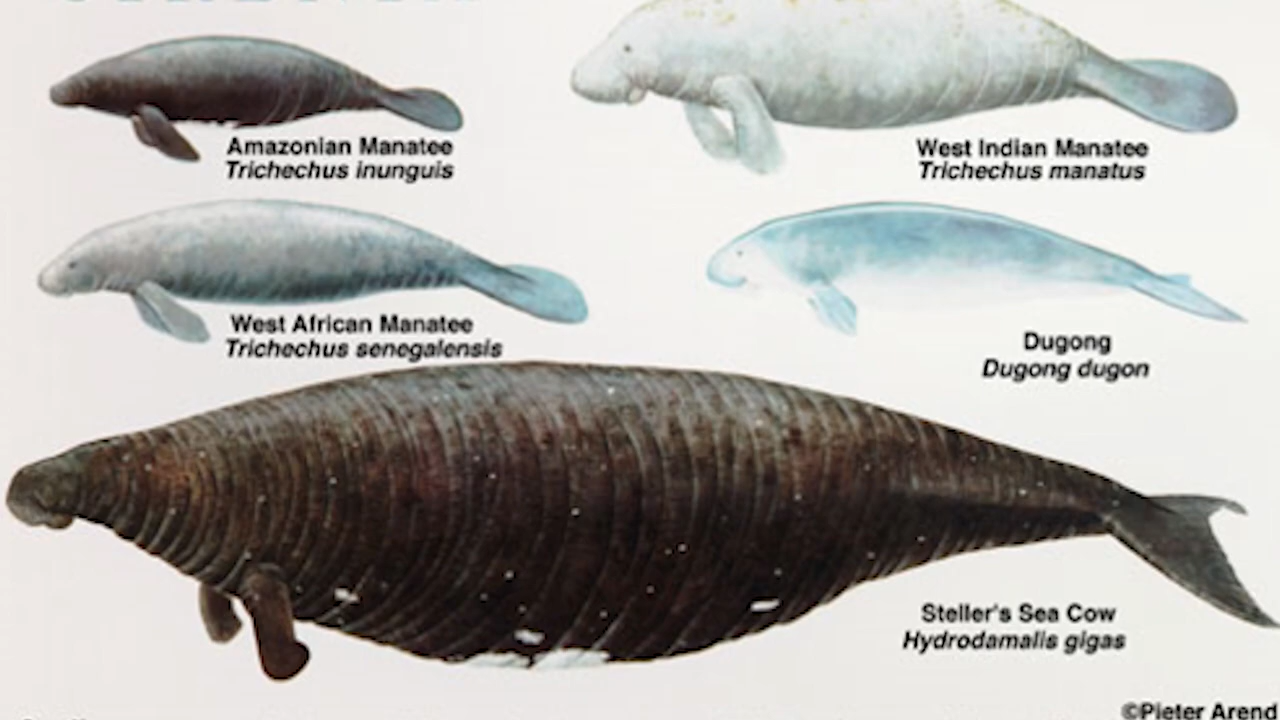 Amazonian Manatee
Trichechus inunguis
West Indian Manatee
Trichechus manatus
West African Manatee
Trichechus senegalensis
Dugong
Dugong dugon
Steller's Sea Cow
Hydrodamalis gigas
©Pieter Arend